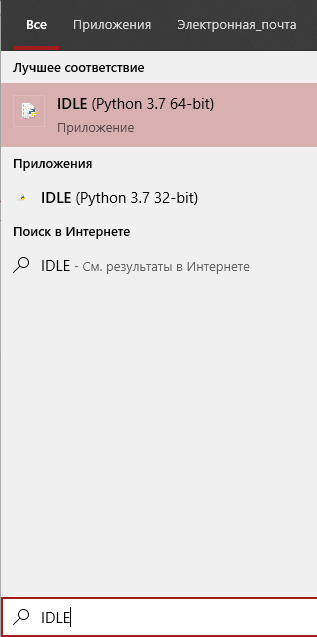 Все Приложения Электронная_почта
Лучшее соответствие
IDLE (Python 3.7 64-bit)
Приложение
Приложения
IDLE (Python 3.7 32-bit)
Поиск в Интернете
IDLE - См. результаты в Интернете
IDLE